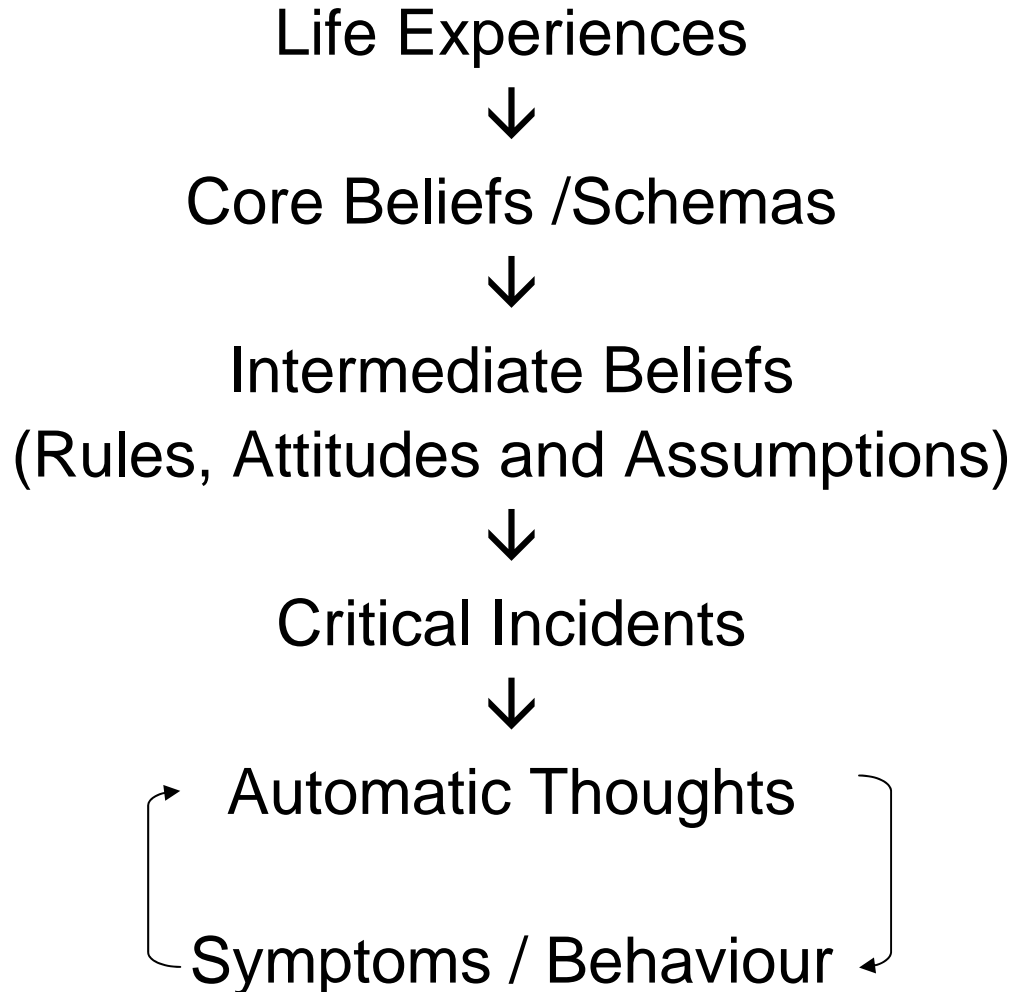 Life Experiences
↓
Core Beliefs /Schemas
↓
Intermediate Beliefs
(Rules, Attitudes and Assumptions)
↓
Critical Incidents
↓
Automatic Thoughts
Symptoms / Behaviour